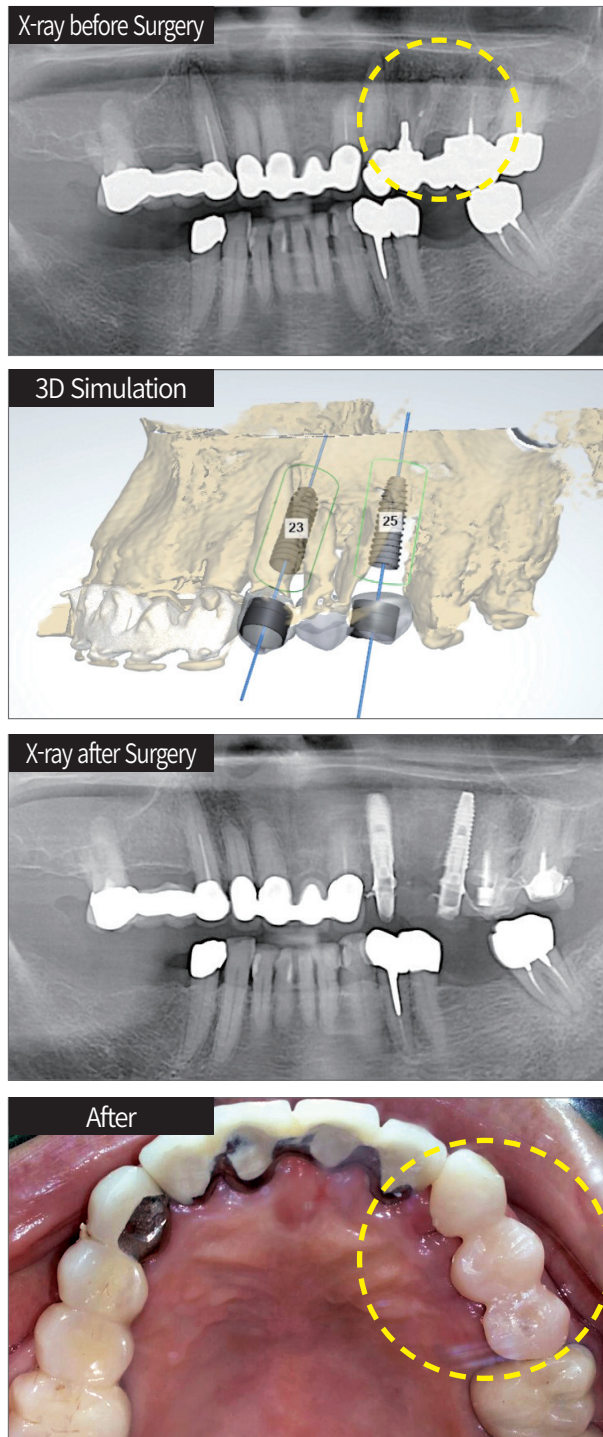 X-ray before Surgery
3D Simulation
23
25
X-ray after Surgery
After